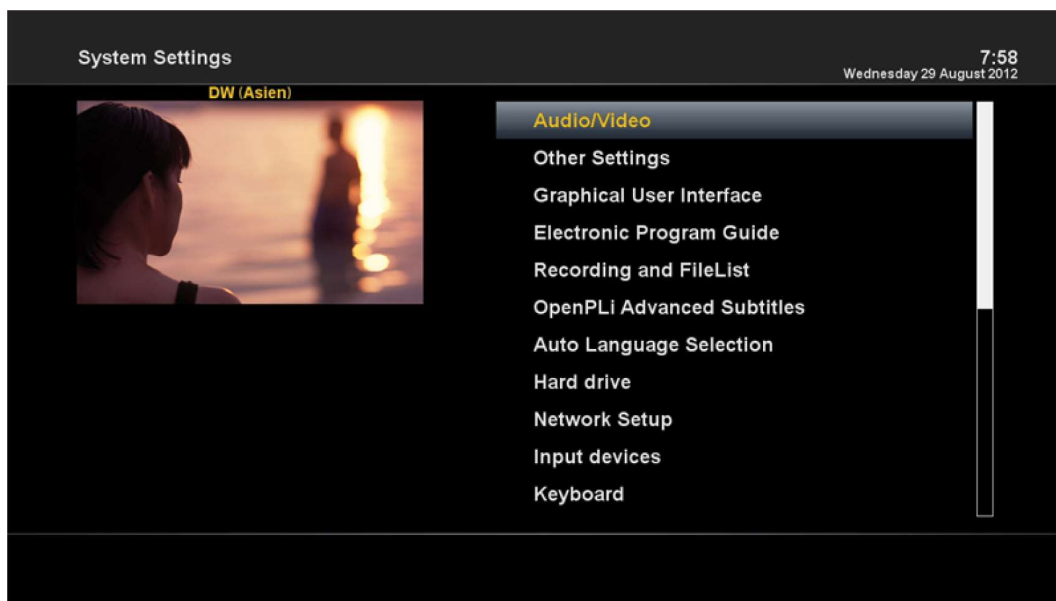 System Settings
7:58
Wednesday 29 August 2012
DW (Asien)
Audio/Video
Other Settings
Graphical User Interface
Electronic Program Guide
Recording and FileList
OpenPLi Advanced Subtitles
Auto Language Selection
Hard drive
Network Setup
Input devices
Keyboard